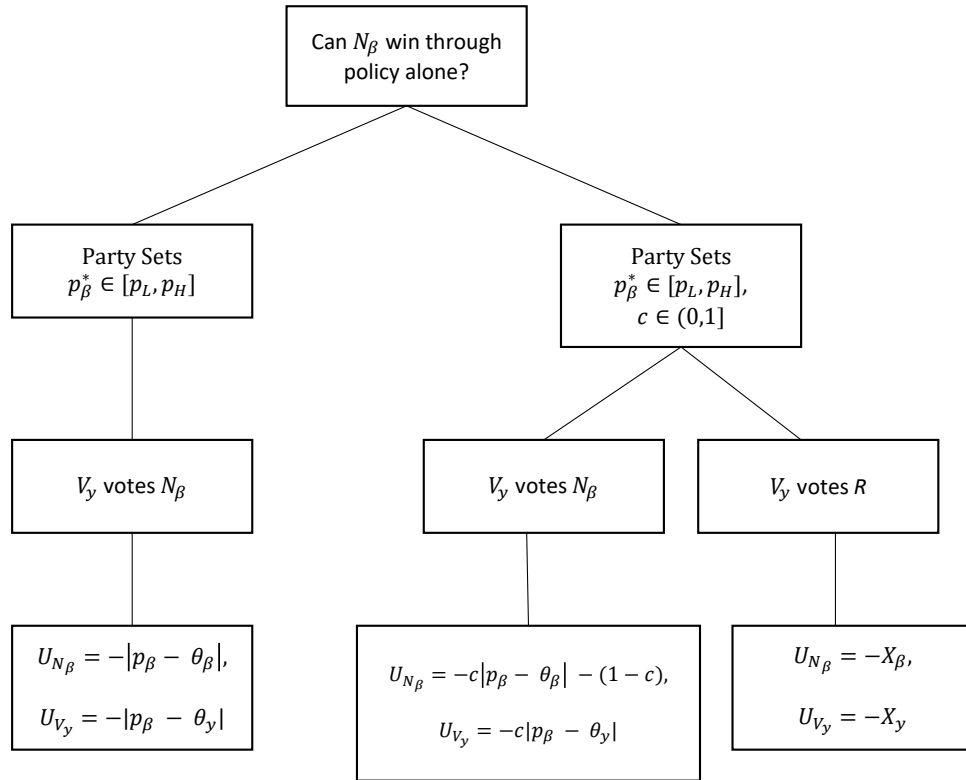 Can N_β win through
policy alone?
Party Sets
p*_β ∈ [p_L, p_H]
Party Sets
p*_β ∈ [p_L, p_H],
c ∈ (0,1]
V_y votes N_β
V_y votes N_β
V_y votes R
U_{N_β} = −|p_β − θ_β|,
U_{V_y} = −|p_β − θ_y|
U_{N_β} = −c|p_β − θ_β| − (1 − c),
U_{V_y} = −c|p_β − θ_y|
U_{N_β} = −X_β,
U_{V_y} = −X_y